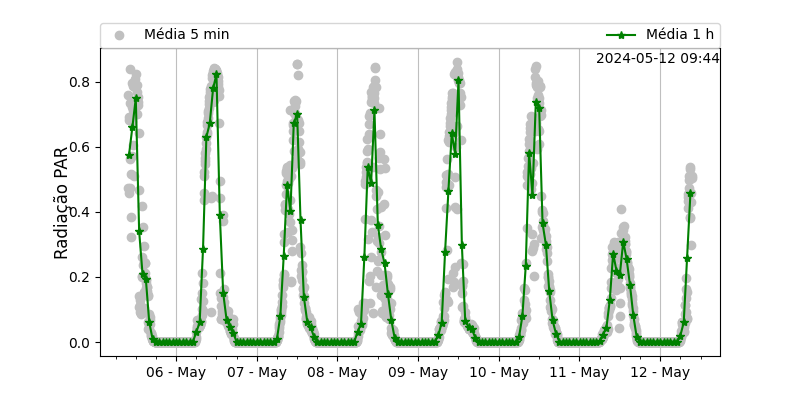 Média 5 min
Média 1 h
2024-05-12 09:44
Radiação PAR
0.8
0.6
0.4
0.2
0.0
06 - May
07 - May
08 - May
09 - May
10 - May
11 - May
12 - May